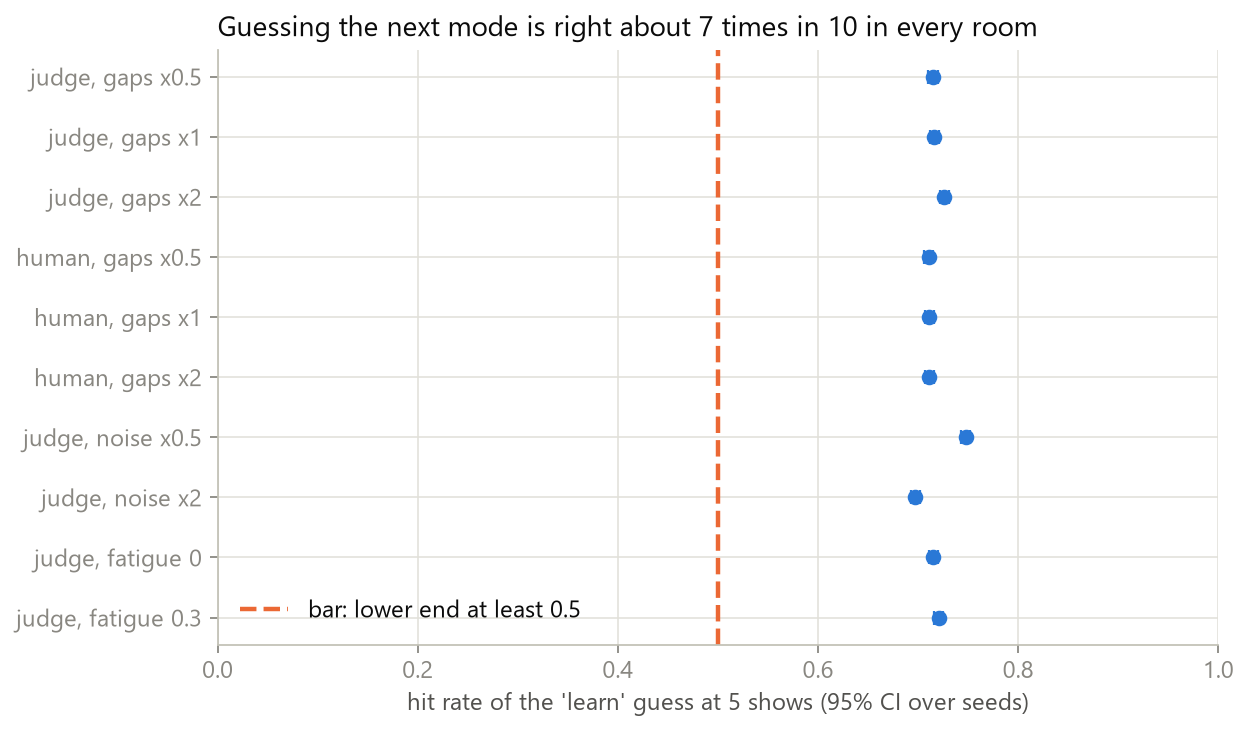 Guessing the next mode is right about 7 times in 10 in every room
judge, gaps x0.5
judge, gaps x1
judge, gaps x2
human, gaps x0.5
human, gaps x1
human, gaps x2
judge, noise x0.5
judge, noise x2
judge, fatigue 0
judge, fatigue 0.3
bar: lower end at least 0.5
0.0 0.2 0.4 0.6 0.8 1.0
hit rate of the 'learn' guess at 5 shows (95% CI over seeds)